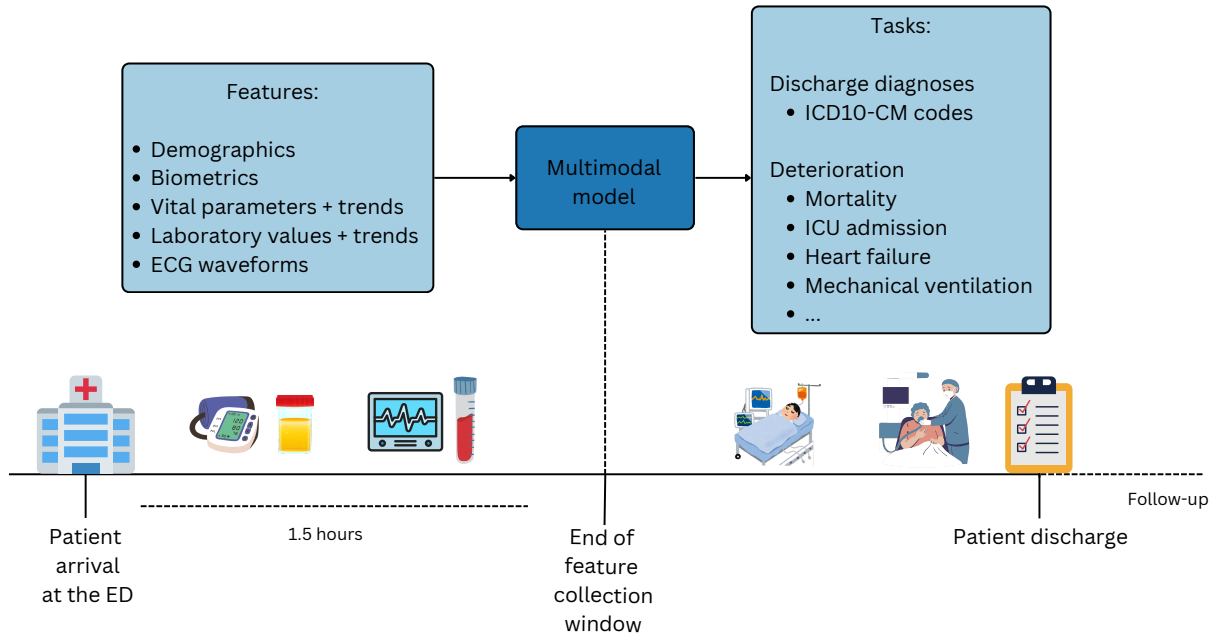 Features:
• Demographics
• Biometrics
• Vital parameters + trends
• Laboratory values + trends
• ECG waveforms
Multimodal
model
Tasks:
Discharge diagnoses
• ICD10-CM codes
Deterioration
• Mortality
• ICU admission
• Heart failure
• Mechanical ventilation
• ...
Patient
arrival
at the ED
1.5 hours
End of
feature
collection
window
Patient discharge
Follow-up